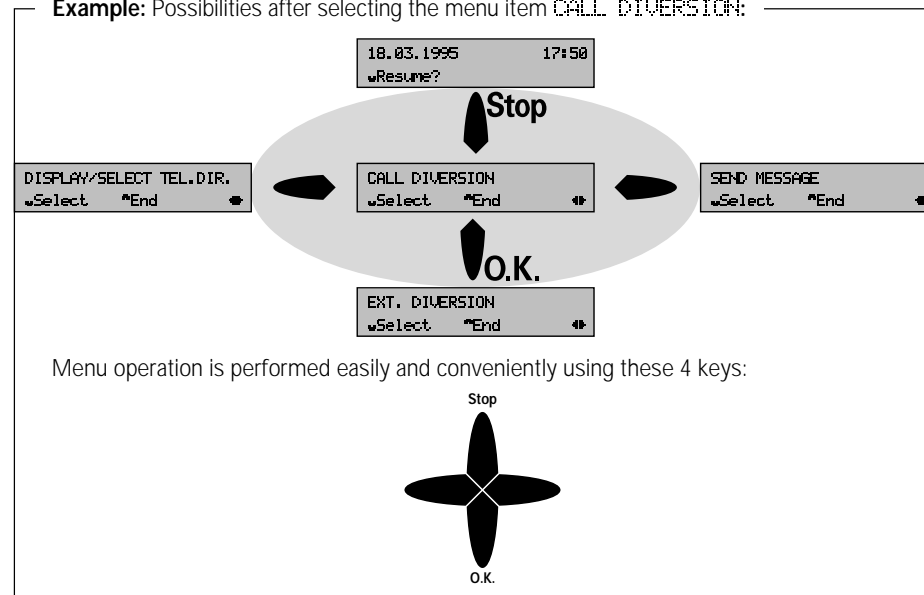 Example: Possibilities after selecting the menu item CALL DIVERSION:
18.03.1995 17:50
Resume?
Stop
DISPLAY/SELECT TEL.DIR.
Select End
CALL DIVERSION
Select End
SEND MESSAGE
Select End
O.K.
EXT. DIVERSION
Select End
Menu operation is performed easily and conveniently using these 4 keys:
Stop
O.K.